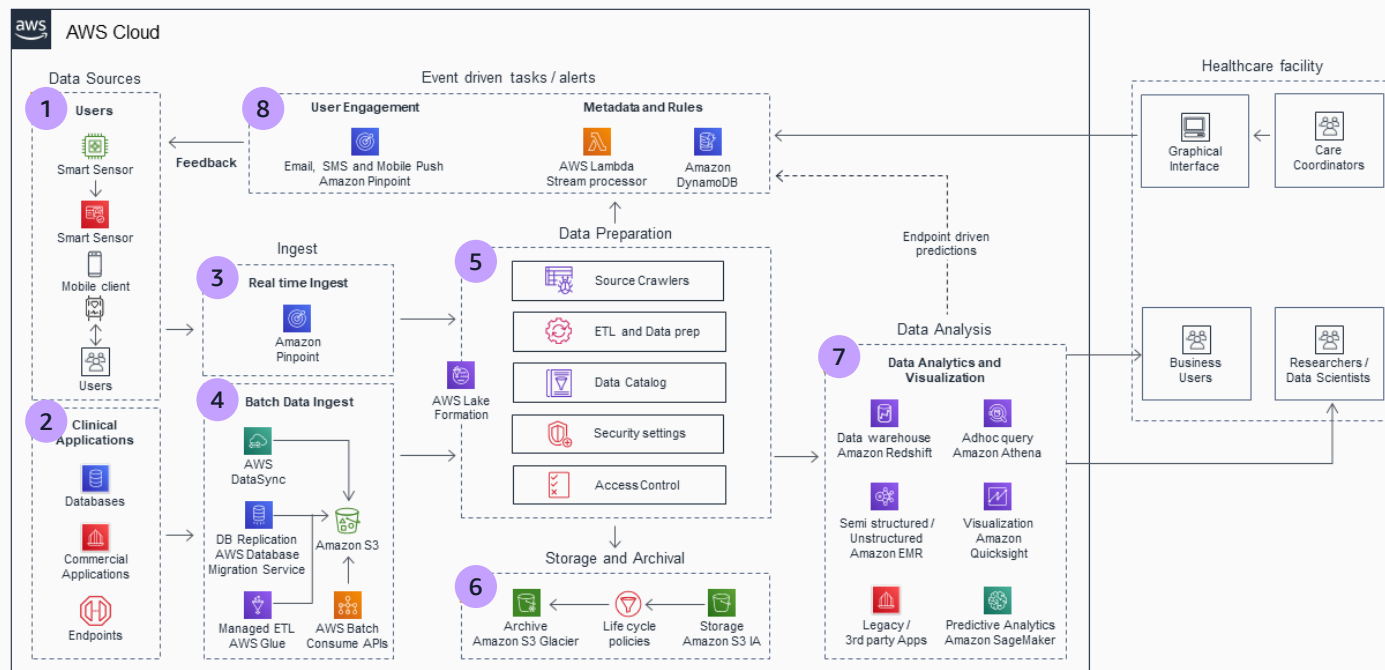 aws
AWS Cloud
Data Sources
1
Users
Smart Sensor
Smart Sensor
Mobile client
Users
2
Clinical
Applications
Databases
Commercial
Applications
Endpoints
Event driven tasks / alerts
8
User Engagement
Email, SMS and Mobile Push
Amazon Pinpoint
Metadata and Rules
AWS Lambda
Stream processor
Amazon
DynamoDB
Feedback
Ingest
3
Real time Ingest
Amazon
Pinpoint
4
Batch Data Ingest
AWS
DataSync
DB Replication
AWS Database
Migration Service
Amazon S3
Managed ETL
AWS Glue
AWS Batch
Consume APIs
Data Preparation
5
Source Crawlers
ETL and Data prep
Data Catalog
Security settings
Access Control
AWS Lake
Formation
Storage and Archival
6
Archive
Amazon S3 Glacier
Life cycle
policies
Storage
Amazon S3 IA
Endpoint driven
predictions
Data Analysis
7
Data Analytics and
Visualization
Data warehouse
Amazon Redshift
Adhoc query
Amazon Athena
Semi structured /
Unstructured
Amazon EMR
Visualization
Amazon
Quicksight
Legacy /
3rd party Apps
Predictive Analytics
Amazon SageMaker
Healthcare facility
Graphical
Interface
Care
Coordinators
Business
Users
Researchers /
Data Scientists